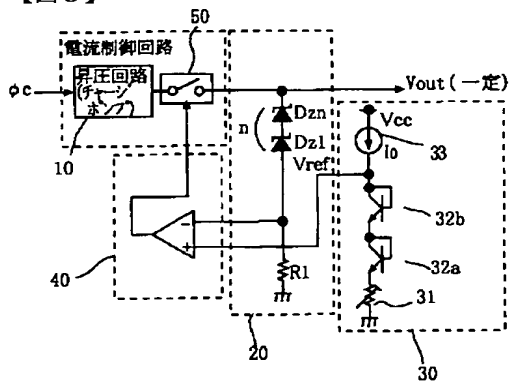 【図3】
50
電流制御回路
昇圧回路
(チャージ
ポンプ)
φc
10
Vout(一定)
n
Dzn
Dz1
Vref
Vcc
Io
33
32b
32a
31
-
+
R1
40
20
30